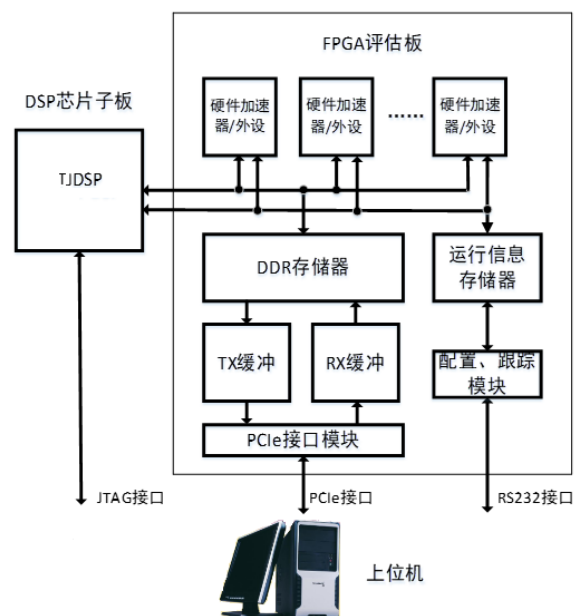 FPGA评估板
DSP芯片子板
硬件加速
器/外设
硬件加速
器/外设
……
硬件加速
器/外设
TJDSP
DDR存储器
运行信息
存储器
TX缓冲
RX缓冲
配置、跟踪
模块
PCIe接口模块
JTAG接口
PCIe接口
RS232接口
上位机